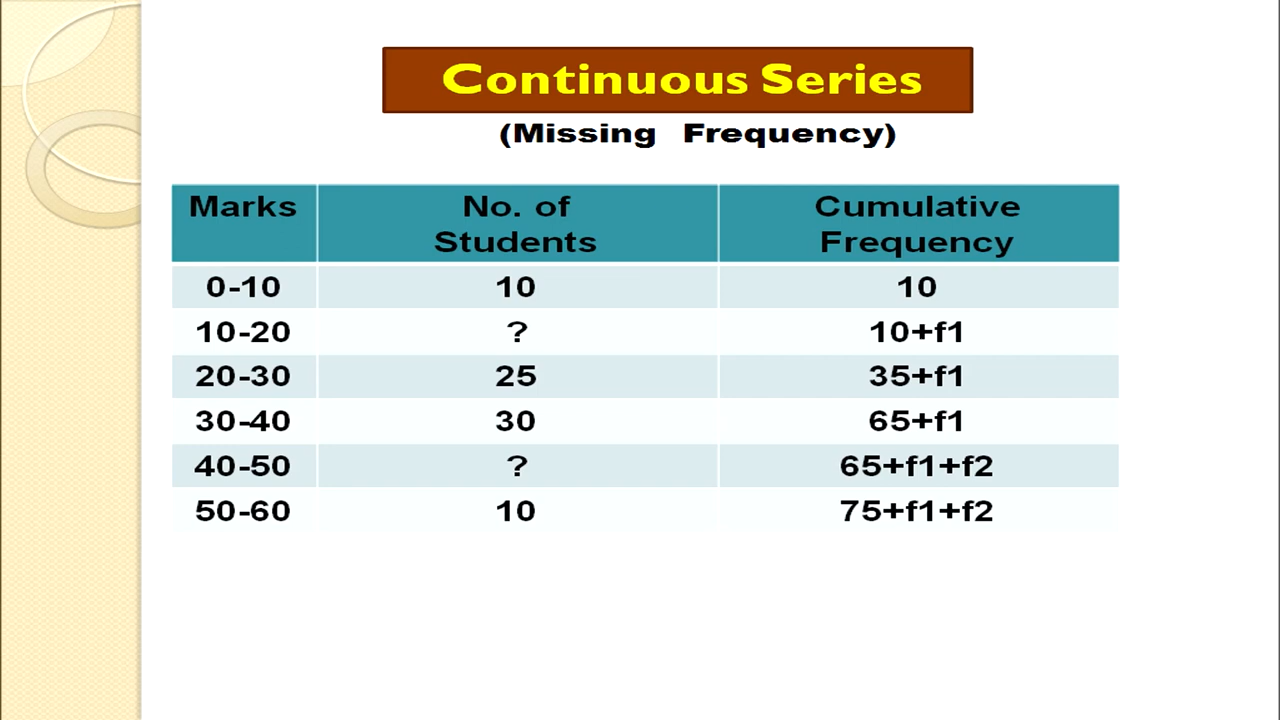 Continuous Series
(Missing Frequency)
Marks No. of Students Cumulative Frequency
0-10 10 10
10-20 ? 10+f1
20-30 25 35+f1
30-40 30 65+f1
40-50 ? 65+f1+f2
50-60 10 75+f1+f2